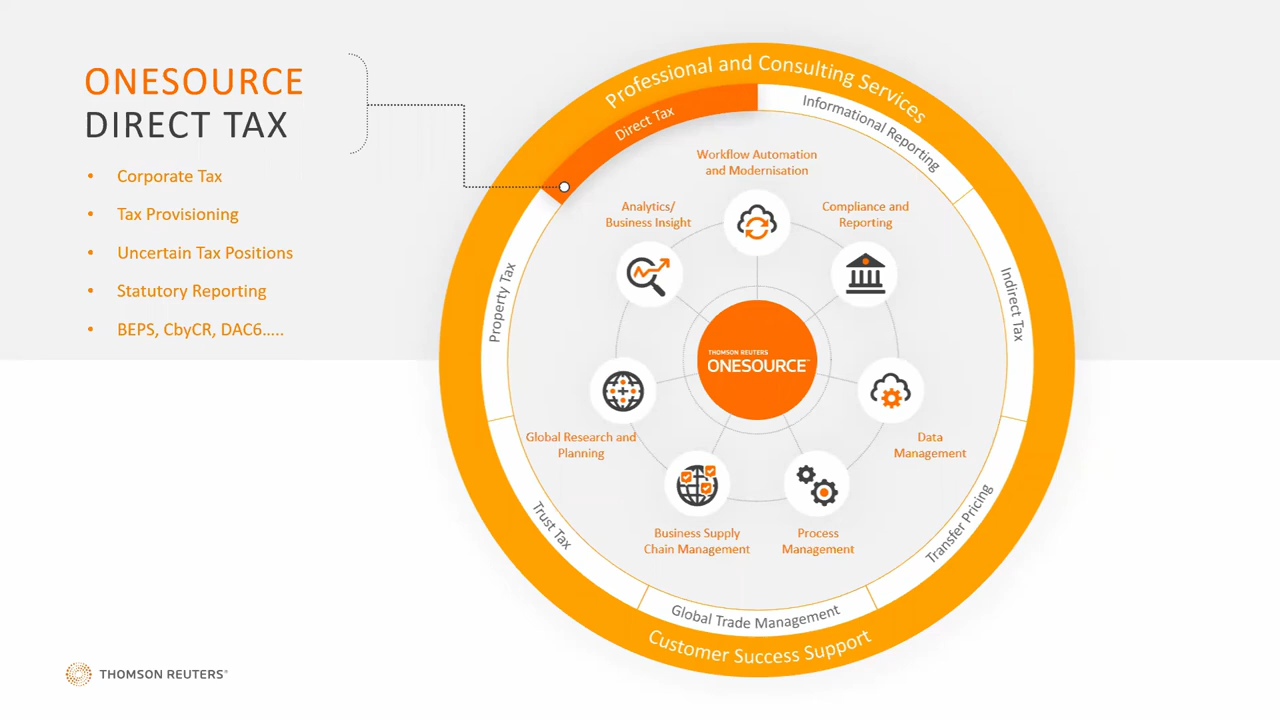 ONESOURCE
DIRECT TAX
• Corporate Tax
• Tax Provisioning
• Uncertain Tax Positions
• Statutory Reporting
• BEPS, CbyCR, DAC6.....
Professional and Consulting Services
Direct Tax
Informational Reporting
Indirect Tax
Transfer Pricing
Global Trade Management
Trust Tax
Property Tax
Customer Success Support
Workflow Automation
and Modernisation
Compliance and
Reporting
Data
Management
Process
Management
Business Supply
Chain Management
Global Research and
Planning
Analytics/
Business Insight
THOMSON REUTERS
ONESOURCE™
THOMSON REUTERS®